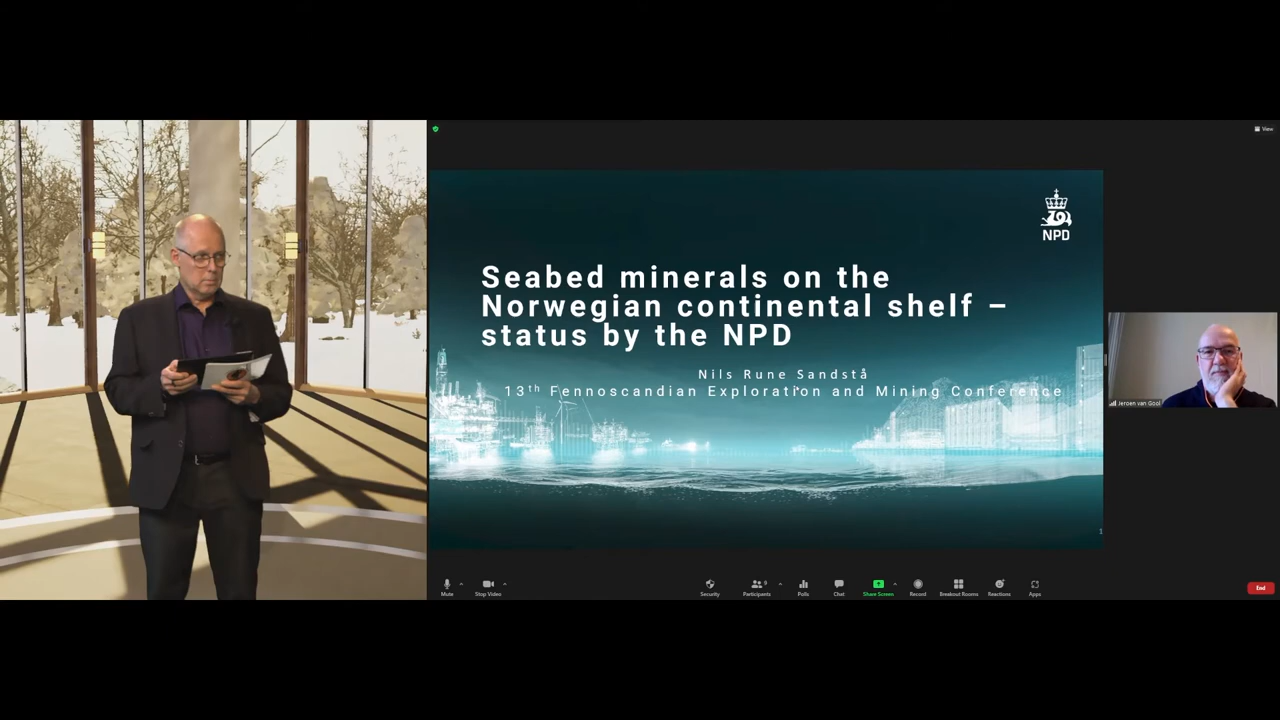 View
NPD
Seabed minerals on the
Norwegian continental shelf –
status by the NPD
Nils Rune Sandstå
13th Fennoscandian Exploration and Mining Conference
Jeroen van Gool
1
9
Mute
Stop Video
Security
Participants
Polls
Chat
Share Screen
Record
Breakout Rooms
Reactions
Apps
End